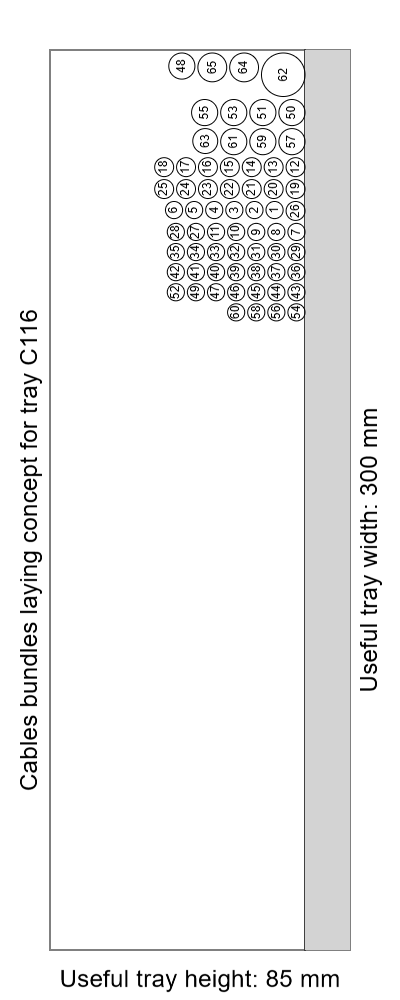 48 65 64 62
55 53 51 50
63 61 59 57
18 17 16 15 14 13 12
25 24 23 22 21 20 19
6 5 4 3 2 1 26
28 27 11 10 9 8 7
35 34 33 32 31 30 29
42 41 40 39 38 37 36
52 49 47 46 45 44 43
60 58 56 54
Cables bundles laying concept for tray C116
Useful tray width: 300 mm
Useful tray height: 85 mm